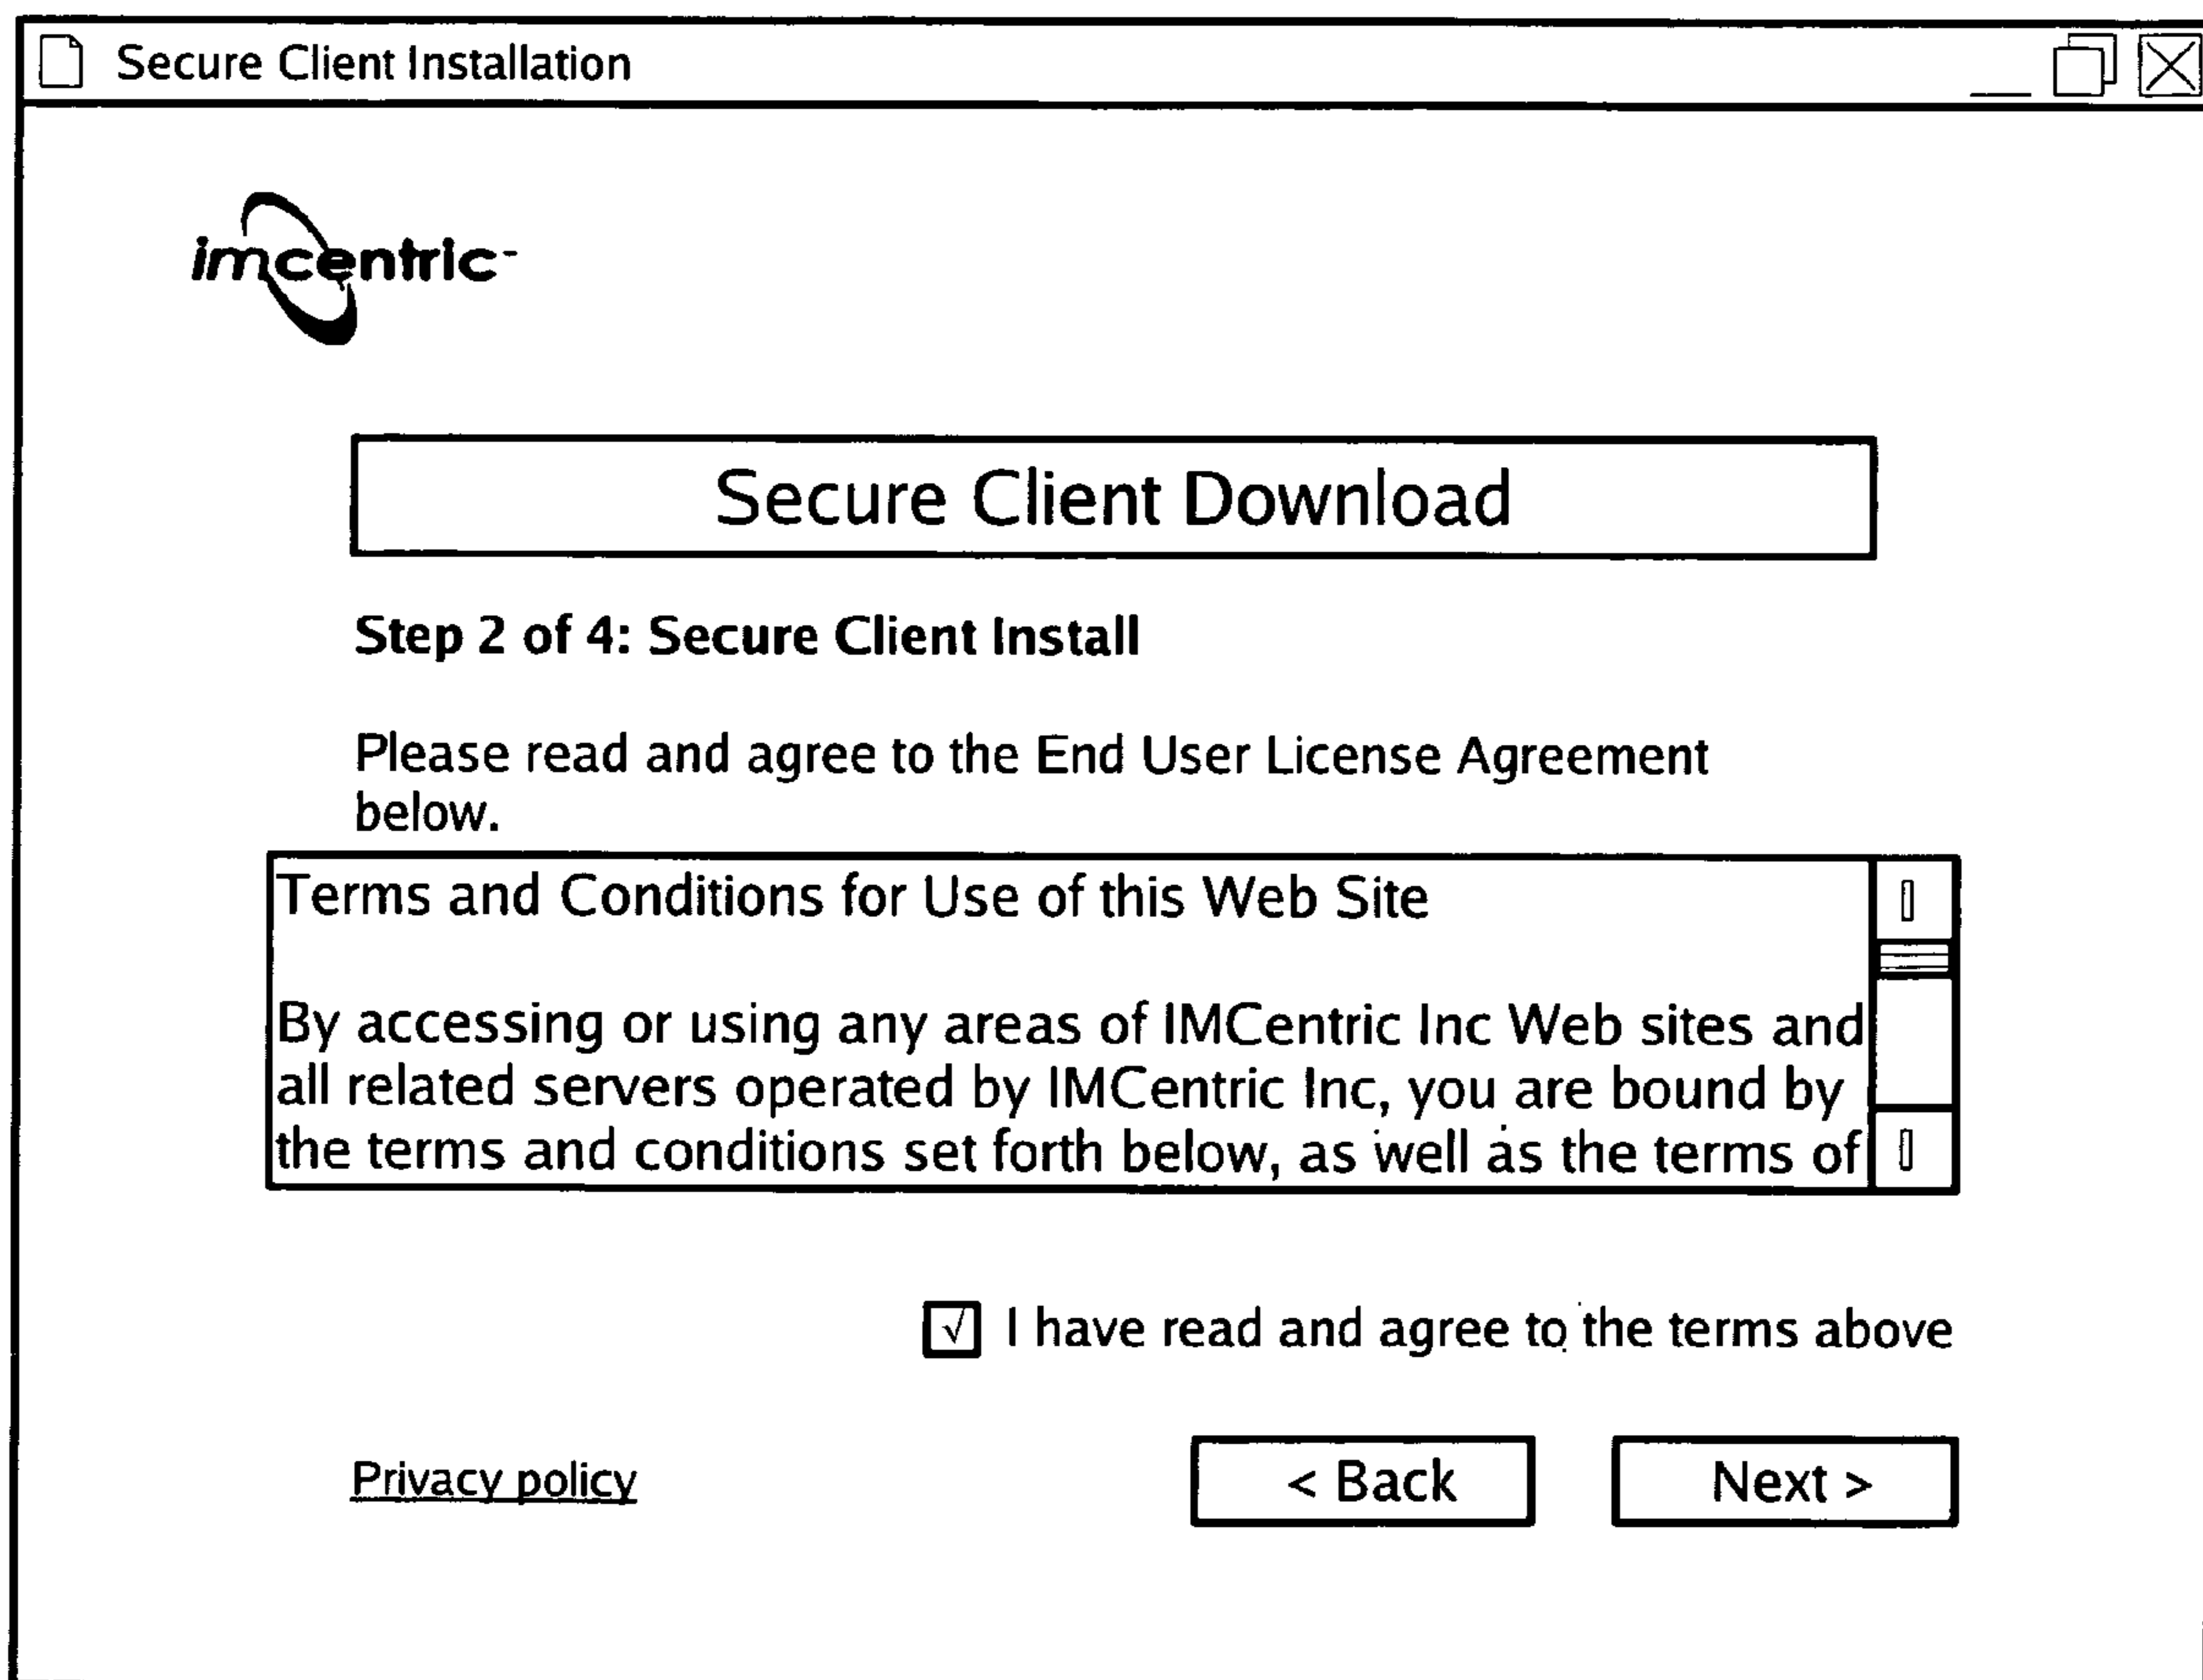 Secure Client Installation
imcentric
Secure Client Download
Step 2 of 4: Secure Client Install
Please read and agree to the End User License Agreement
below.
Terms and Conditions for Use of this Web Site
By accessing or using any areas of IMCentric Inc Web sites and
all related servers operated by IMCentric Inc, you are bound by
the terms and conditions set forth below, as well as the terms of
√ I have read and agree to the terms above
Privacy policy
< Back
Next >